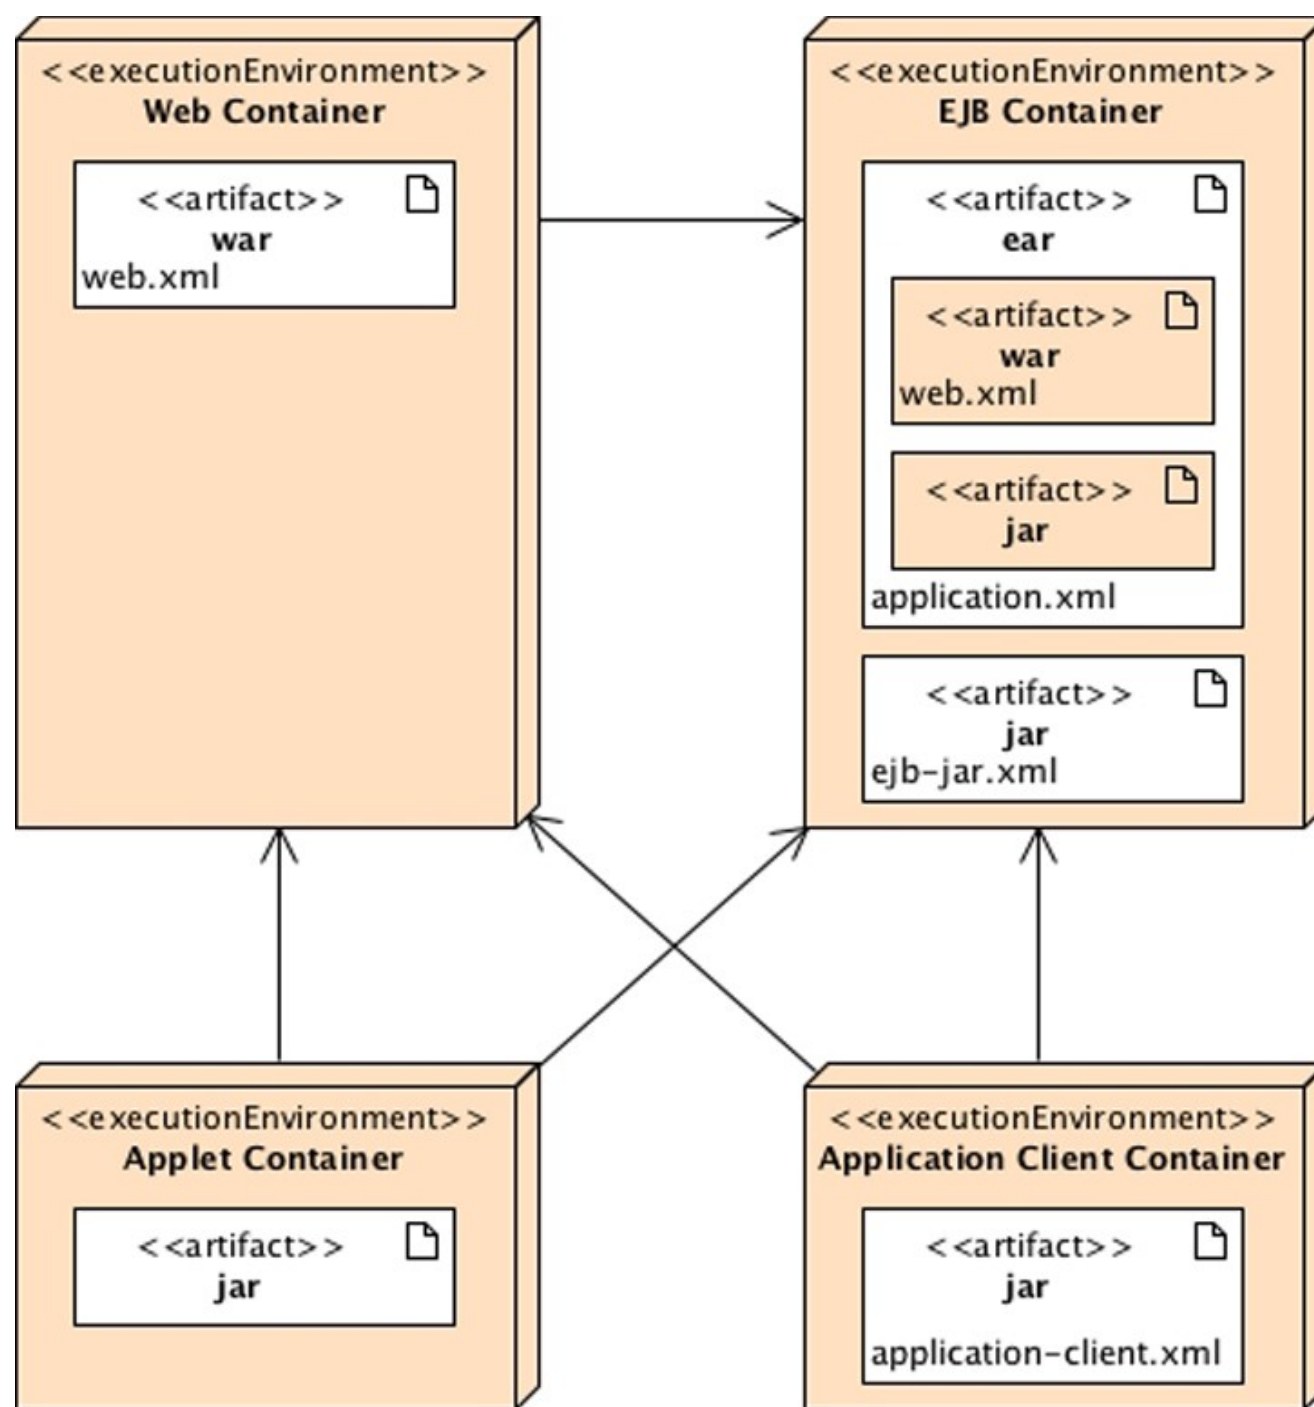 <<executionEnvironment>>
Web Container
<<artifact>>
war
web.xml
<<executionEnvironment>>
EJB Container
<<artifact>>
ear
<<artifact>>
war
web.xml
<<artifact>>
jar
application.xml
<<artifact>>
jar
ejb-jar.xml
<<executionEnvironment>>
Applet Container
<<artifact>>
jar
<<executionEnvironment>>
Application Client Container
<<artifact>>
jar
application-client.xml